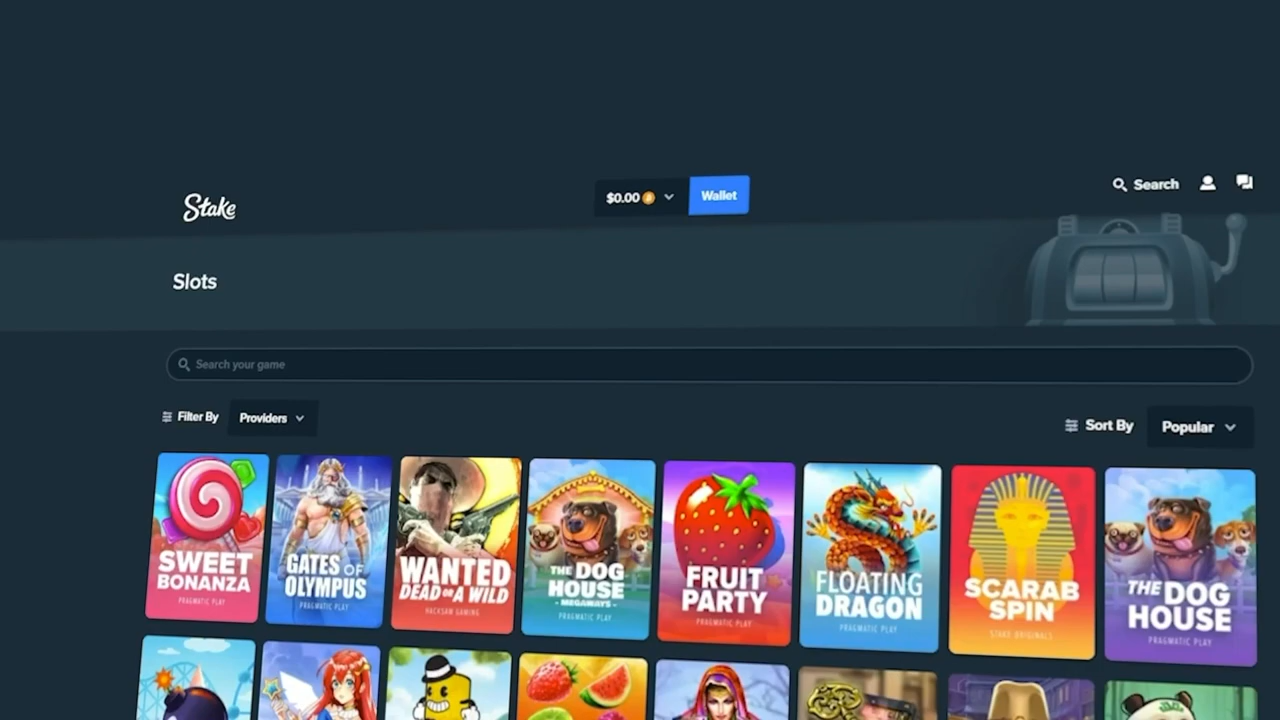 Stake
$0.00
Wallet
Search
Slots
Search your game
Filter By
Providers
Sort By
Popular
SWEET
BONANZA
PRAGMATIC PLAY
GATES OF
OLYMPUS
PRAGMATIC PLAY
WANTED
DEAD OR A WILD
HACKSAW GAMING
THE DOG
HOUSE
- MEGAWAYS -
PRAGMATIC PLAY
FRUIT
PARTY
PRAGMATIC PLAY
FLOATING
DRAGON
PRAGMATIC PLAY
SCARAB
SPIN
STAKE ORIGINALS
THE DOG
HOUSE
PRAGMATIC PLAY